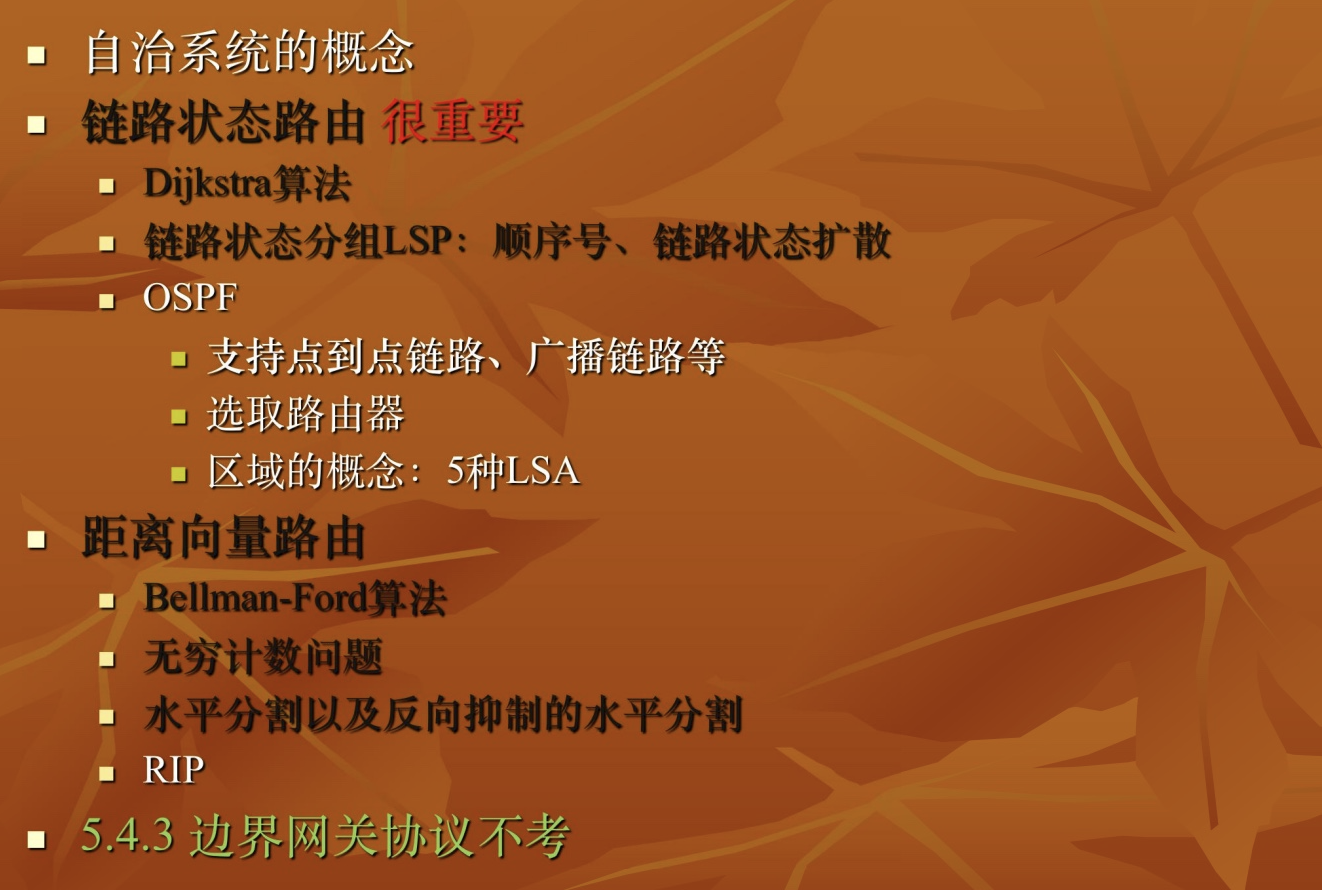 自治系统的概念
链路状态路由 很重要
Dijkstra算法
链路状态分组LSP：顺序号、链路状态扩散
OSPF
支持点到点链路、广播链路等
选取路由器
区域的概念：5种LSA
距离向量路由
Bellman-Ford算法
无穷计数问题
水平分割以及反向抑制的水平分割
RIP
5.4.3 边界网关协议不考